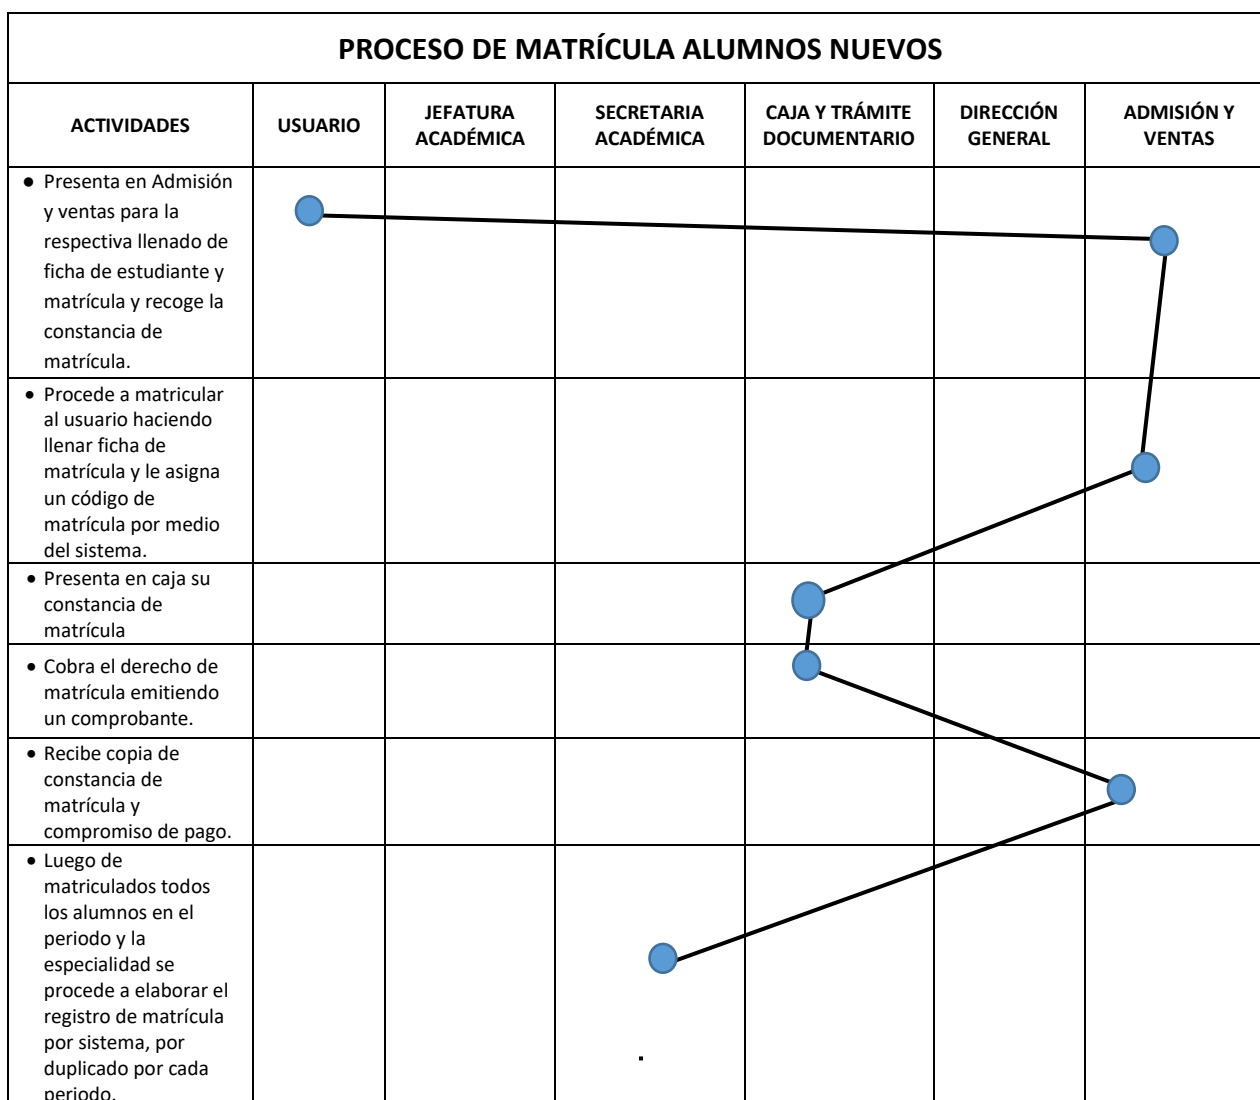 PROCESO DE MATRÍCULA ALUMNOS NUEVOS
ACTIVIDADES
USUARIO
JEFATURA
ACADÉMICA
SECRETARIA
ACADÉMICA
CAJA Y TRÁMITE
DOCUMENTARIO
DIRECCIÓN
GENERAL
ADMISIÓN Y
VENTAS
● Presenta en Admisión
y ventas para la
respectiva llenado de
ficha de estudiante y
matrícula y recoge la
constancia de
matrícula.
• Procede a matricular
al usuario haciendo
llenar ficha de
matrícula y le asigna
un código de
matrícula por medio
del sistema.
• Presenta en caja su
constancia de
matrícula
• Cobra el derecho de
matrícula emitiendo
un comprobante.
• Recibe copia de
constancia de
matrícula y
compromiso de pago.
• Luego de
matriculados todos
los alumnos en el
periodo y la
especialidad se
procede a elaborar el
registro de matrícula
por sistema, por
duplicado por cada
periodo.
.